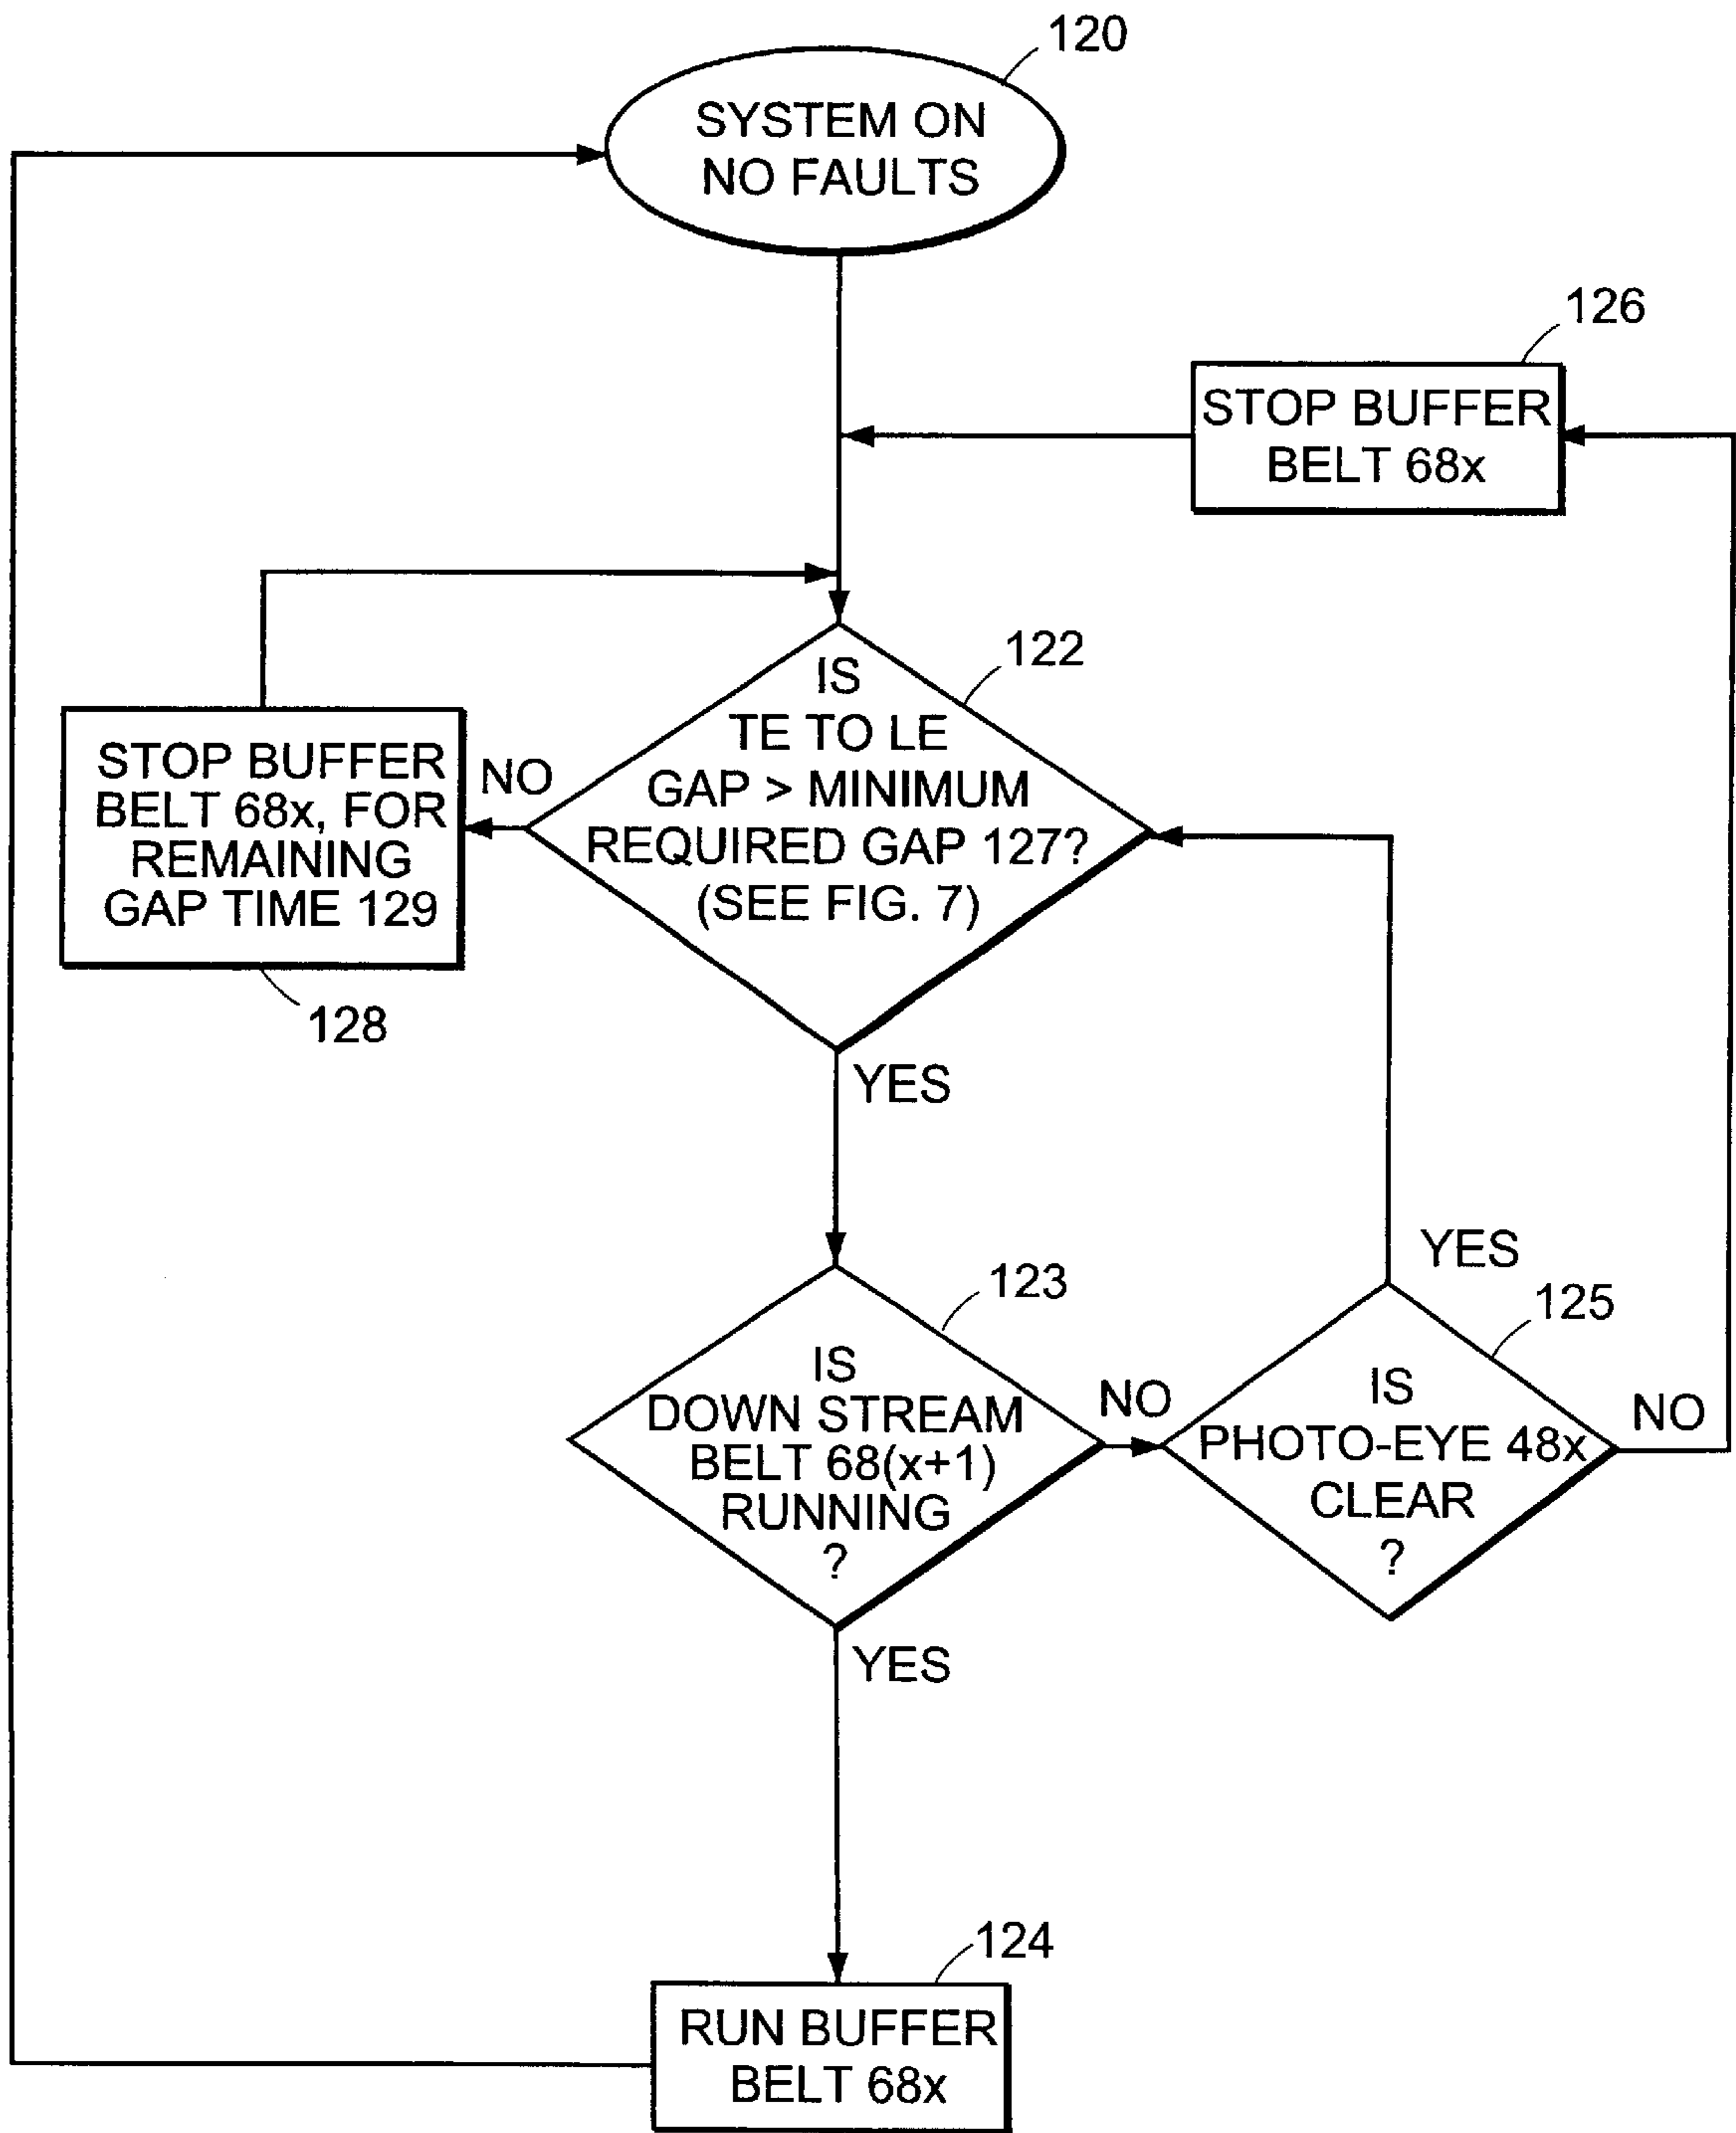 120
SYSTEM ON
NO FAULTS
126
STOP BUFFER
BELT 68x
122
IS
TE TO LE
GAP > MINIMUM
REQUIRED GAP 127?
(SEE FIG. 7)
NO
STOP BUFFER
BELT 68x, FOR
REMAINING
GAP TIME 129
128
YES
123
IS
DOWN STREAM
BELT 68(x+1)
RUNNING
?
NO
YES
125
IS
PHOTO-EYE 48x
CLEAR
?
NO
YES
124
RUN BUFFER
BELT 68x